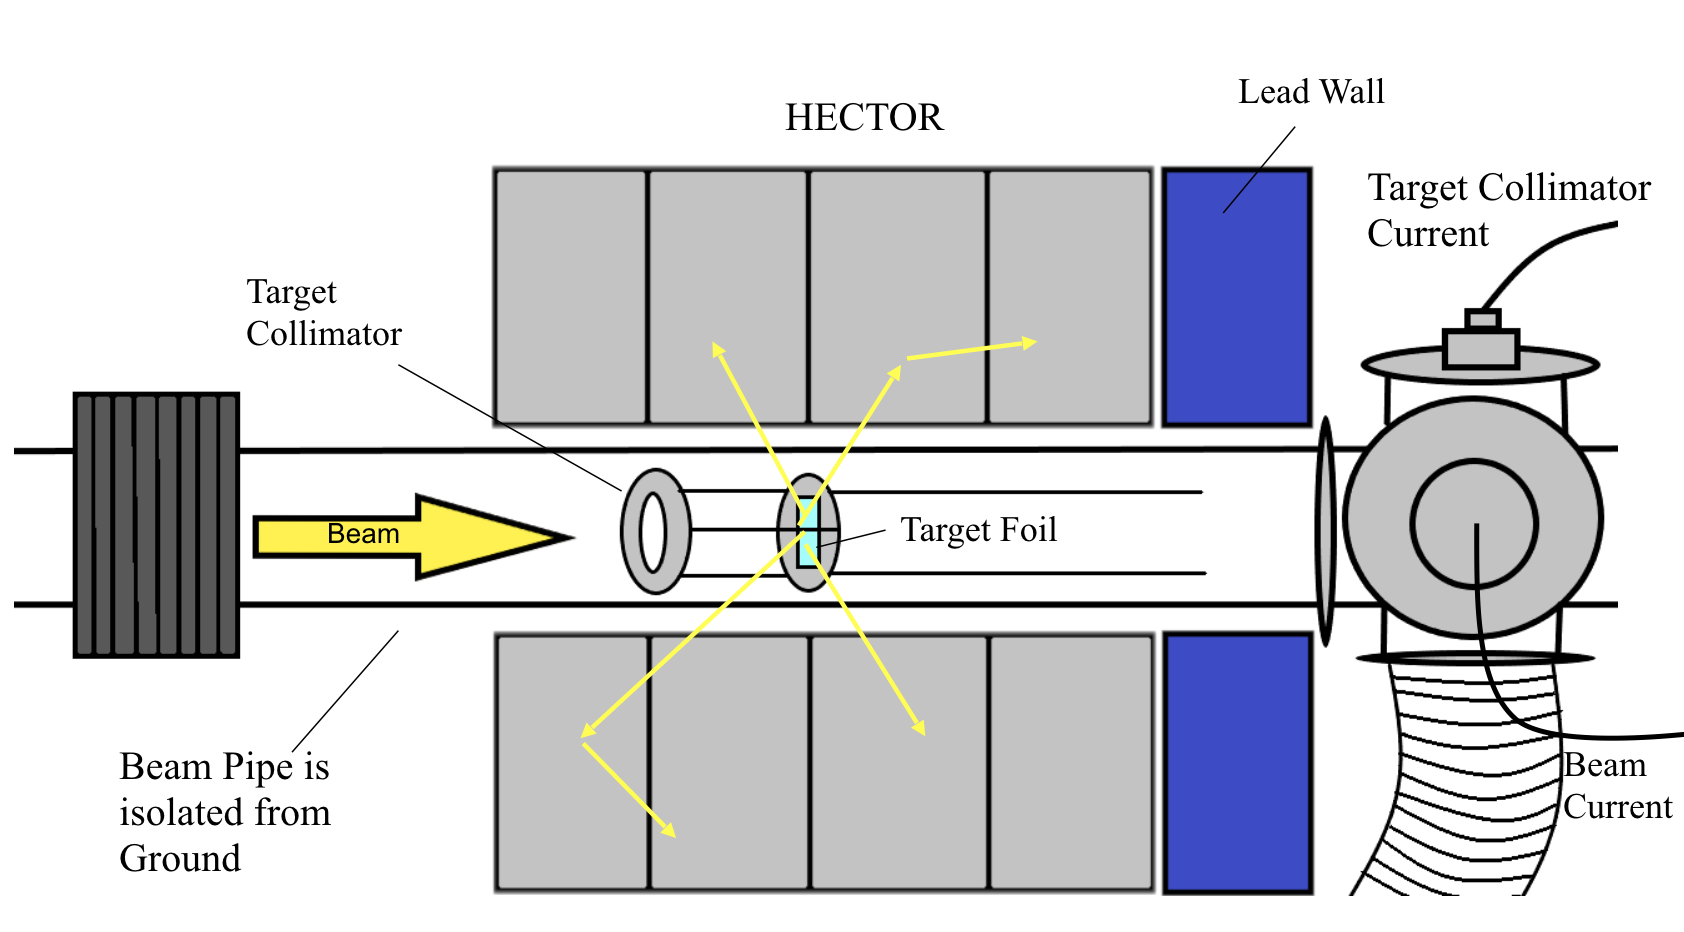 HECTOR
Lead Wall
Target Collimator
Current
Target
Collimator
Beam
Target Foil
Beam Pipe is
isolated from
Ground
Beam
Current